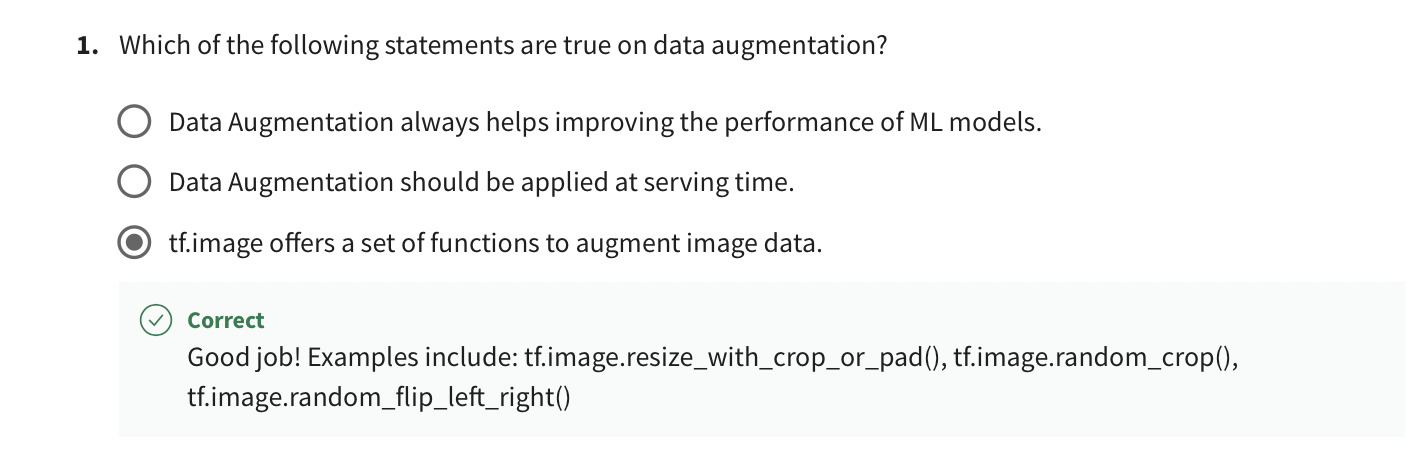 1. Which of the following statements are true on data augmentation?
Data Augmentation always helps improving the performance of ML models.
Data Augmentation should be applied at serving time.
tf.image offers a set of functions to augment image data.
Correct
Good job! Examples include: tf.image.resize_with_crop_or_pad(), tf.image.random_crop(),
tf.image.random_flip_left_right()